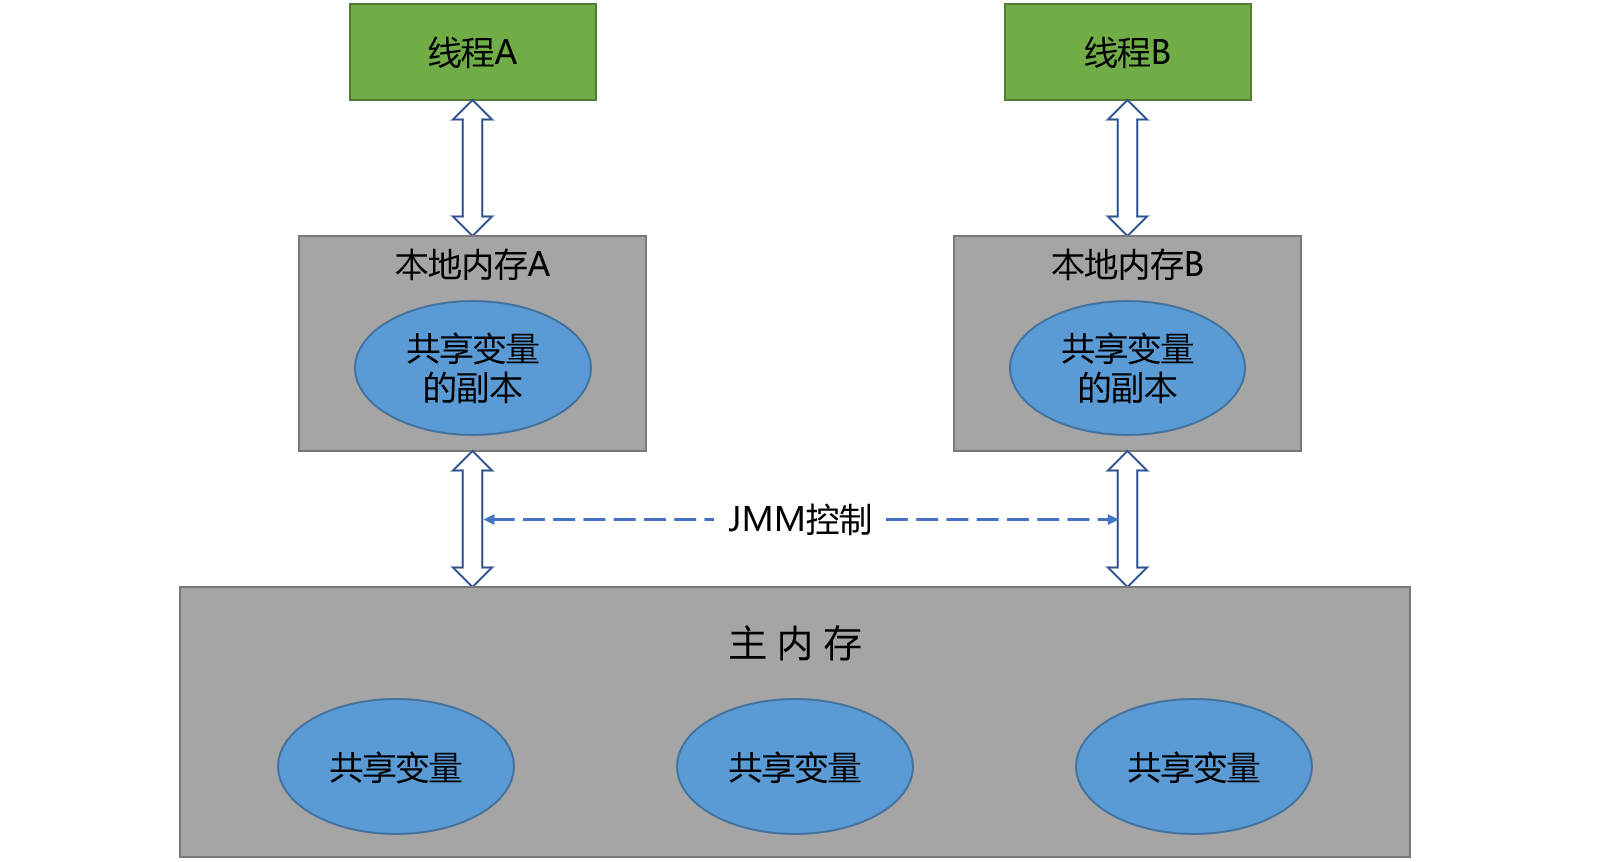 线程A
线程B
本地内存A
本地内存B
共享变量
的副本
共享变量
的副本
JMM控制
主 内 存
共享变量
共享变量
共享变量